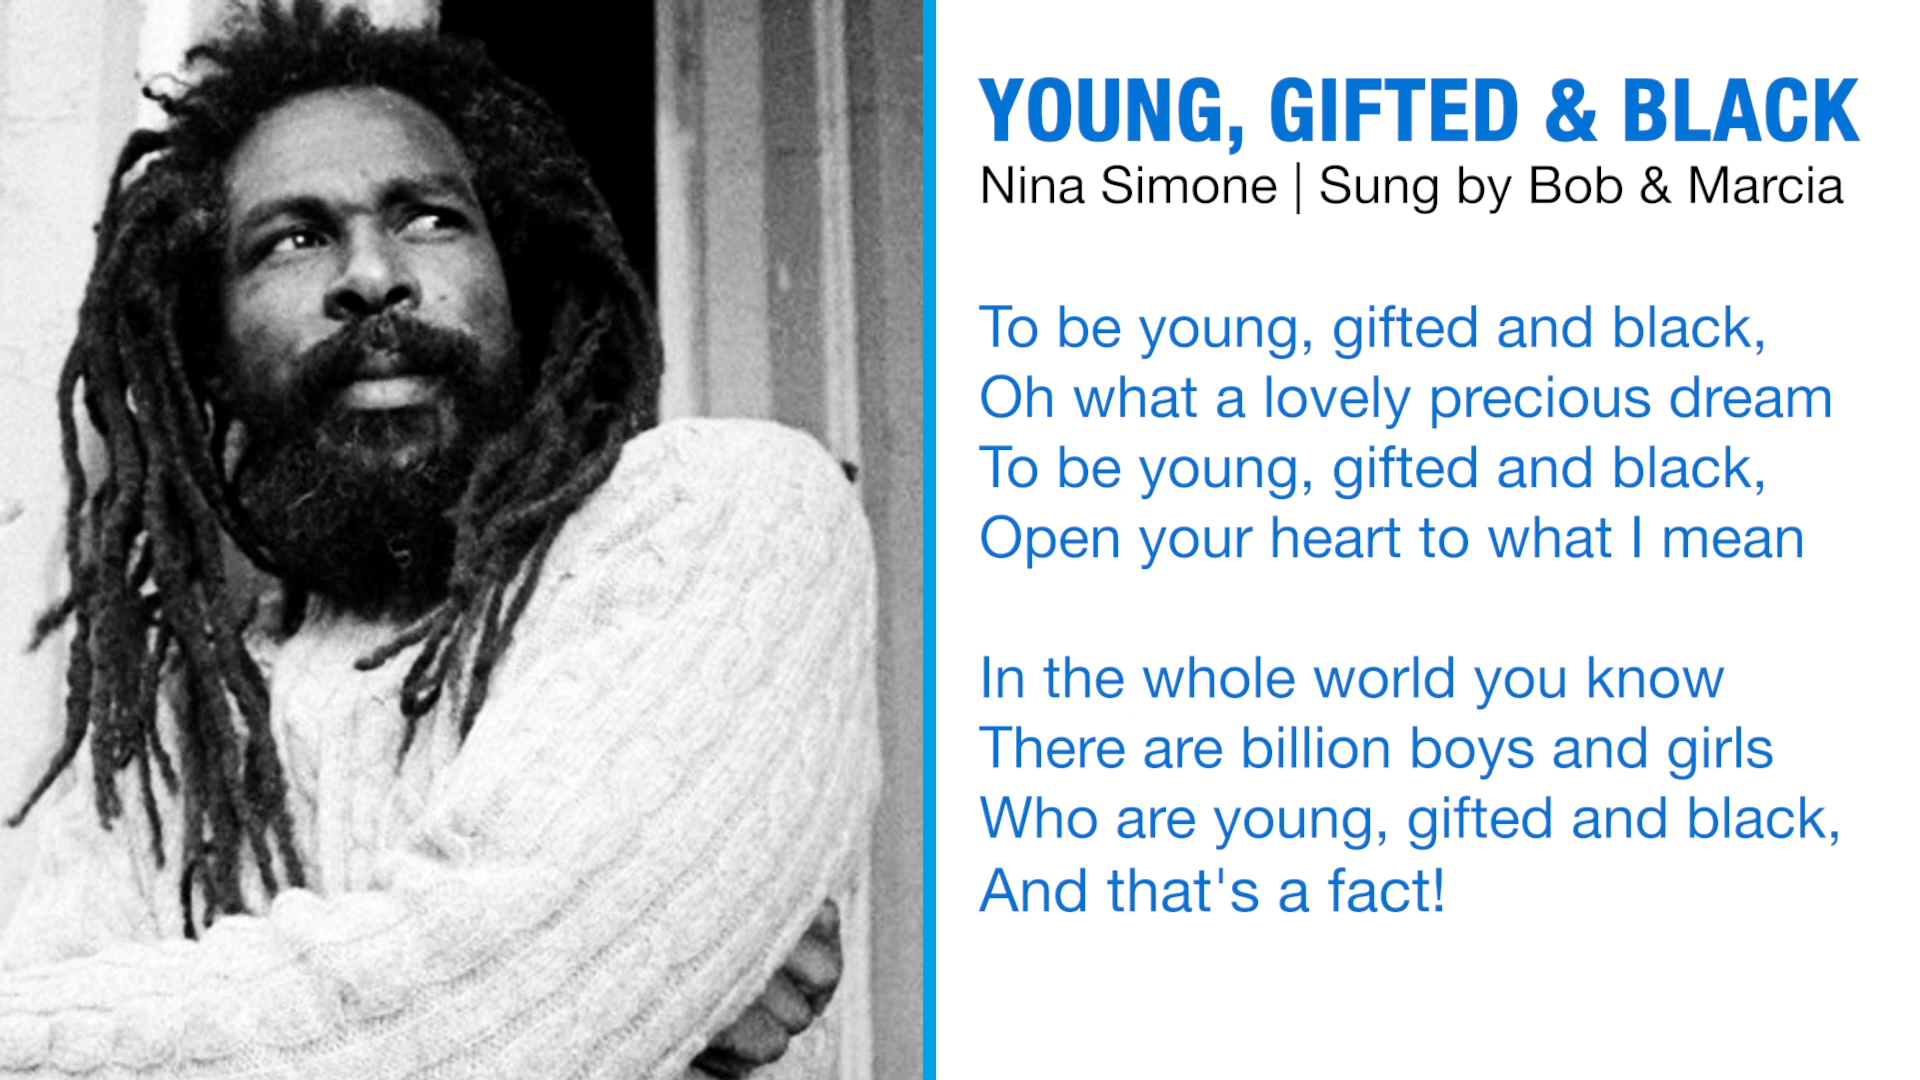 YOUNG, GIFTED & BLACK
Nina Simone | Sung by Bob & Marcia
To be young, gifted and black,
Oh what a lovely precious dream
To be young, gifted and black,
Open your heart to what I mean
In the whole world you know
There are billion boys and girls
Who are young, gifted and black,
And that's a fact!